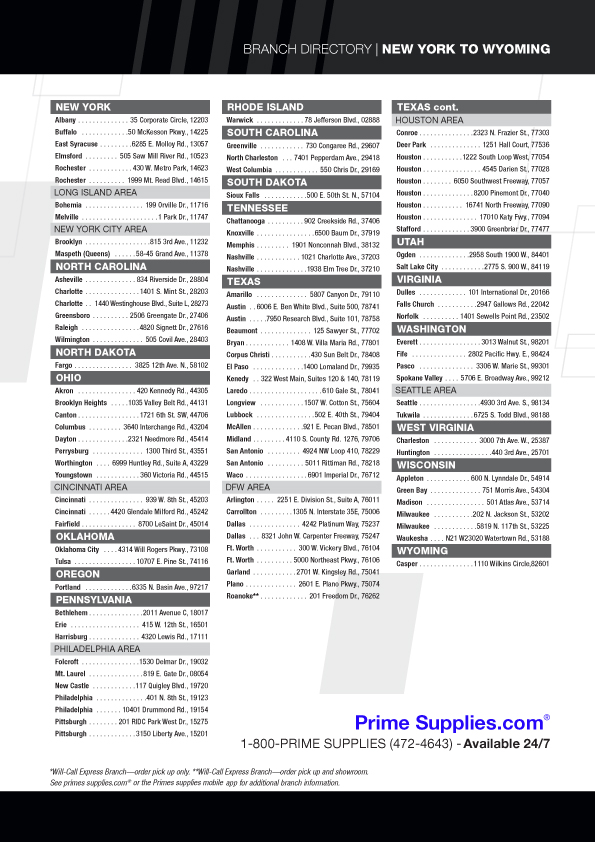 BRANCH DIRECTORY | NEW YORK TO WYOMING
NEW YORK
Albany . . . . . . . . . . . . . . 35 Corporate Circle, 12203
Buffalo . . . . . . . . . . . . .50 McKesson Pkwy., 14225
East Syracuse . . . . . . . . .6285 E. Molloy Rd., 13057
Elmsford . . . . . . . . . 505 Saw Mill River Rd., 10523
Rochester . . . . . . . . . . . . 430 W. Metro Park, 14623
Rochester . . . . . . . . . . 1999 Mt. Read Blvd., 14615
LONG ISLAND AREA
Bohemia . . . . . . . . . . . . . 199 Orville Dr., 11716
Melville . . . . . . . . . . . . . . . . . . . . .1 Park Dr., 11747
NEW YORK CITY AREA
Brooklyn . . . . . . . . . . . . . . . . . .815 3rd Ave., 11232
Maspeth (Queens) . . . . . .58-45 Grand Ave., 11378
NORTH CAROLINA
Asheville . . . . . . . . . . . . . .834 Riverside Dr., 28804
Charlotte . . . . . . . . . . . . . . . 1401 S. Mint St., 28203
Charlotte . . 1440 Westinghouse Blvd., Suite L, 28273
Greensboro . . . . . . . . . . 2506 Greengate Dr., 27406
Raleigh . . . . . . . . . . . . . . . .4820 Signett Dr., 27616
Wilmington . . . . . . . . . . . . . 505 Covil Ave., 28403
NORTH DAKOTA
Fargo . . . . . . . . . . . . . . . . 3825 12th Ave. N., 58102
OHIO
Akron . . . . . . . . . . . . . . . . 420 Kennedy Rd., 44305
Brooklyn Heights . . . . .1035 Valley Belt Rd., 44131
Canton . . . . . . . . . . . . . . . . .1721 6th St. SW, 44706
Columbus . . . . . . . . . 3640 Interchange Rd., 43204
Dayton . . . . . . . . . . . . . .2321 Needmore Rd., 45414
Perrysburg . . . . . . . . . . . . . . 1300 Third St., 43551
Worthington . . . . 6999 Huntley Rd., Suite A, 43229
Youngstown . . . . . . . . . . . . 360 Victoria Rd., 44515
CINCINNATI AREA
Cincinnati . . . . . . . . . . . . . . . 939 W. 8th St., 45203
Cincinnati . . . . . .4420 Glendale Milford Rd., 45242
Fairfield . . . . . . . . . . . . . . . . 8700 LeSaint Dr., 45014
OKLAHOMA
Oklahoma City . . . . 4314 Will Rogers Pkwy., 73108
Tulsa . . . . . . . . . . . . . . . . .10707 E. Pine St., 74116
OREGON
Portland . . . . . . . . . . . . .6335 N. Basin Ave., 97217
PENNSYLVANIA
Bethlehem . . . . . . . . . . . . . . .2011 Avenue C, 18017
Erie . . . . . . . . . . . . . . . . . . . 415 W. 12th St., 16501
Harrisburg . . . . . . . . . . . . . . 4320 Lewis Rd., 17111
PHILADELPHIA AREA
Folcroft . . . . . . . . . . . . . . . .1530 Delmar Dr., 19032
Mt. Laurel . . . . . . . . . . . . . . . .819 E. Gate Dr., 08054
New Castle . . . . . . . . . . . .117 Quigley Blvd., 19720
Philadelphia . . . . . . . . . . . . . .401 N. 8th St., 19123
Philadelphia . . . . . . . 10401 Drummond Rd., 19154
Pittsburgh . . . . . . . . 201 RIDC Park West Dr., 15275
Pittsburgh . . . . . . . . . . . . .3150 Liberty Ave., 15201
RHODE ISLAND
Warwick . . . . . . . . . . . . .78 Jefferson Blvd., 02888
SOUTH CAROLINA
Greenville . . . . . . . . . . . . . 730 Congaree Rd., 29607
North Charleston . . . 7401 Pepperdam Ave., 29418
West Columbia . . . . . . . . . . . . 550 Chris Dr., 29169
SOUTH DAKOTA
Sioux Falls . . . . . . . . . . . .500 E. 50th St. N., 57104
TENNESSEE
Chattanooga . . . . . . . . . . 902 Creekside Rd., 37406
Knoxville . . . . . . . . . . . . . . . .6500 Baum Dr., 37919
Memphis . . . . . . . . . 1901 Nonconnah Blvd., 38132
Nashville . . . . . . . . . . . . 1021 Charlotte Ave., 37203
Nashville . . . . . . . . . . . . . .1938 Elm Tree Dr., 37210
TEXAS
Amarillo . . . . . . . . . . . . . . 5807 Canyon Dr., 79110
Austin . . 6006 E. Ben White Blvd., Suite 500, 78741
Austin . . . . .7950 Research Blvd., Suite 101, 78758
Beaumont . . . . . . . . . . . . . . 125 Sawyer St., 77702
Bryan . . . . . . . . . . . . 1408 W. Villa Maria Rd., 77801
Corpus Christi . . . . . . . . . . .430 Sun Belt Dr., 78408
El Paso . . . . . . . . . . . . . . .1400 Lomaland Dr., 79935
Kenedy . . 322 West Main, Suites 120 & 140, 78119
Laredo . . . . . . . . . . . . . . . . . . . . 610 Gale St., 78041
Longview . . . . . . . . . . . . 1507 W. Cotton St., 75604
Lubbock . . . . . . . . . . . . . . . . 502 E. 40th St., 79404
McAllen . . . . . . . . . . . . . .921 E. Pecan Blvd., 78501
Midland . . . . . . . . . 4110 S. County Rd. 1276, 79706
San Antonio . . . . . . . . . . 4924 NW Loop 410, 78229
San Antonio . . . . . . . . . . . 5011 Rittiman Rd., 78218
Waco . . . . . . . . . . . . . . . . .6901 Imperial Dr., 76712
DFW AREA
Arlington . . . . . 2251 E. Division St., Suite A, 76011
Carrollton . . . . . . . . . 1305 N. Interstate 35E, 75006
Dallas . . . . . . . . . . . . . . . 4242 Platinum Way, 75237
Dallas . . . 8321 John W. Carpenter Freeway, 75247
Ft. Worth . . . . . . . . . . . 300 W. Vickery Blvd., 76104
Ft. Worth . . . . . . . . . . 5000 Northeast Pkwy., 76106
Garland . . . . . . . . . . . . 2701 W. Kingsley Rd., 75041
Plano . . . . . . . . . . . . . . . 2601 E. Plano Pkwy., 75074
Roanoke** . . . . . . . . . . . . . 201 Freedom Dr., 76262
TEXAS cont.
HOUSTON AREA
Conroe . . . . . . . . . . . . . . .2323 N. Frazier St., 77303
Deer Park . . . . . . . . . . . . . . . 1251 Hall Court, 77536
Houston . . . . . . . . . . .1222 South Loop West, 77054
Houston . . . . . . . . . . . . . . . . 4545 Darien St., 77028
Houston . . . . . . . . 6050 Southwest Freeway, 77057
Houston . . . . . . . . . . . . . .8200 Pinemont Dr., 77040
Houston . . . . . . . . . . . 16741 North Freeway, 77090
Houston . . . . . . . . . . . . . . . 17010 Katy Frwy., 77094
Stafford . . . . . . . . . . . . . .3900 Greenbriar Dr., 77477
UTAH
Ogden . . . . . . . . . . . . . .2958 South 1900 W., 84401
Salt Lake City . . . . . . . . . . . .2775 S. 900 W., 84119
VIRGINIA
Dulles . . . . . . . . . . . . . . 101 International Dr., 20166
Falls Church . . . . . . . . . . .2947 Gallows Rd., 22042
Norfolk . . . . . . . . . . . 1401 Sewells Point Rd., 23502
WASHINGTON
Everett . . . . . . . . . . . . . . . . . 3013 Walnut St., 98201
Fife . . . . . . . . . . . . . . . . 2802 Pacific Hwy. E., 98424
Pasco . . . . . . . . . . . . . . . . . 3306 W. Marie St., 99301
Spokane Valley . . . . 5706 E. Broadway Ave., 99212
SEATTLE AREA
Seattle . . . . . . . . . . . . . . . . .4930 3rd Ave. S., 98134
Tukwila . . . . . . . . . . . . . . .6725 S. Todd Blvd., 98188
WEST VIRGINIA
Charleston . . . . . . . . . . . . . 3000 7th Ave. W., 25387
Huntington . . . . . . . . . . . . . . . .440 3rd Ave., 25701
WISCONSIN
Appleton . . . . . . . . . . . . 600 N. Lynndale Dr., 54914
Green Bay . . . . . . . . . . . . . . 751 Morris Ave., 54304
Madison . . . . . . . . . . . . . . . . . 501 Atlas Ave., 53714
Milwaukee . . . . . . . . . . .202 N. Jackson St., 53202
Milwaukee . . . . . . . . . . . . 5819 N. 117th St., 53225
Waukesha . . . . N21 W23020 Watertown Rd., 53188
WYOMING
Casper . . . . . . . . . . . . . . .1110 Wilkins Circle,82601
Prime Supplies.com®
1-800-PRIME SUPPLIES (472-4643) - Available 24/7
*Will-Call Express Branch—order pick up only. **Will-Call Express Branch—order pick up and showroom.
See primes supplies.com® or the Primes supplies mobile app for additional branch information.